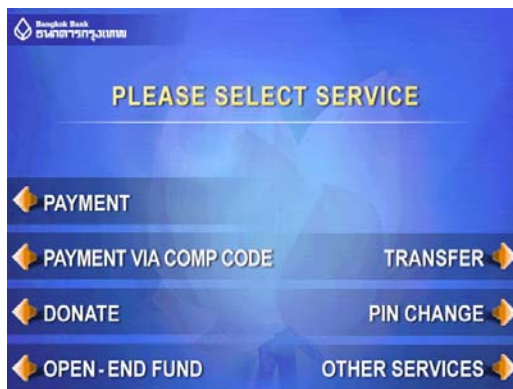 Bangkok Bank
ธนาคารกรุงเทพ
PLEASE SELECT SERVICE
PAYMENT
PAYMENT VIA COMP CODE
TRANSFER
DONATE
PIN CHANGE
OPEN-END FUND
OTHER SERVICES